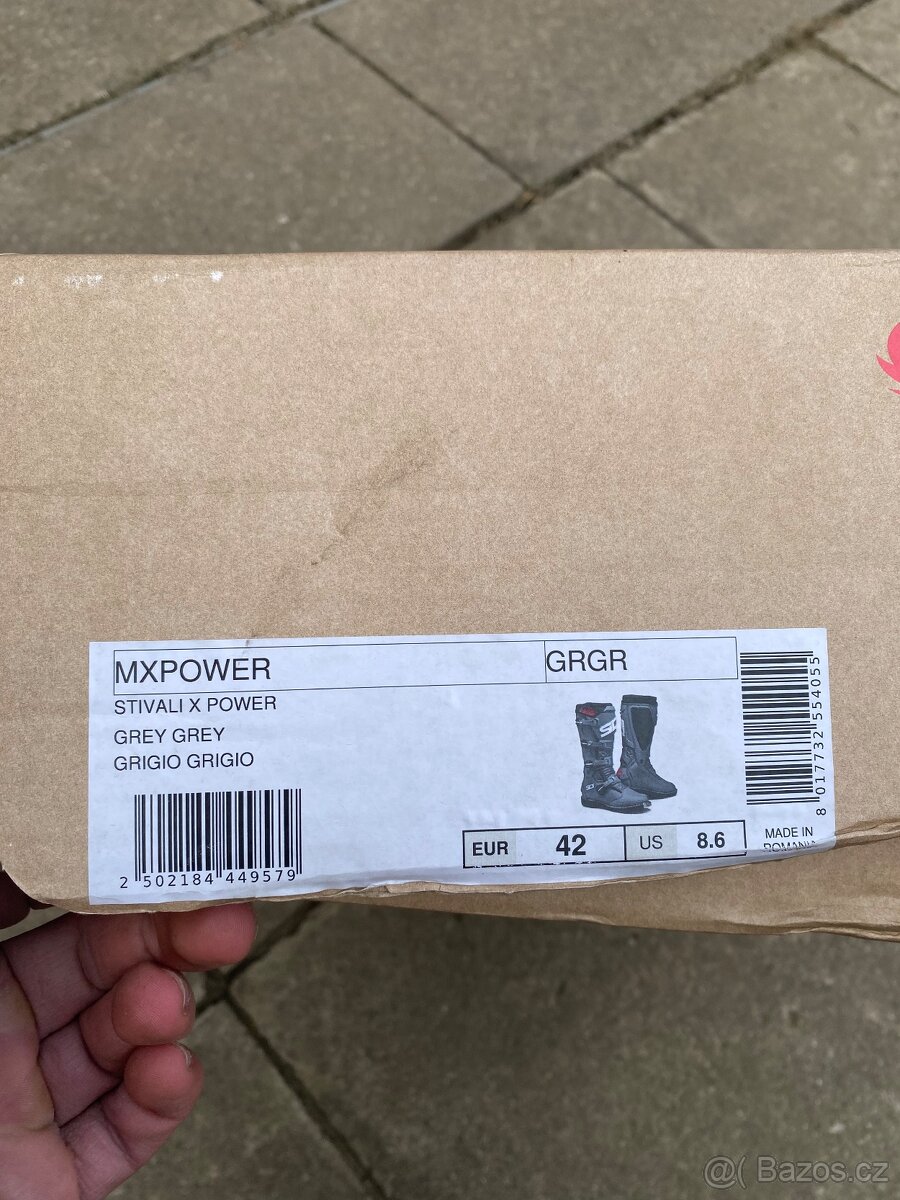 MXPOWER
GRGR
STIVALI X POWER
GREY GREY
GRIGIO GRIGIO
2 502184 449579
EUR 42 US 8.6
8 017732 554055
MADE IN
ROMANIA
@( Bazos.cz